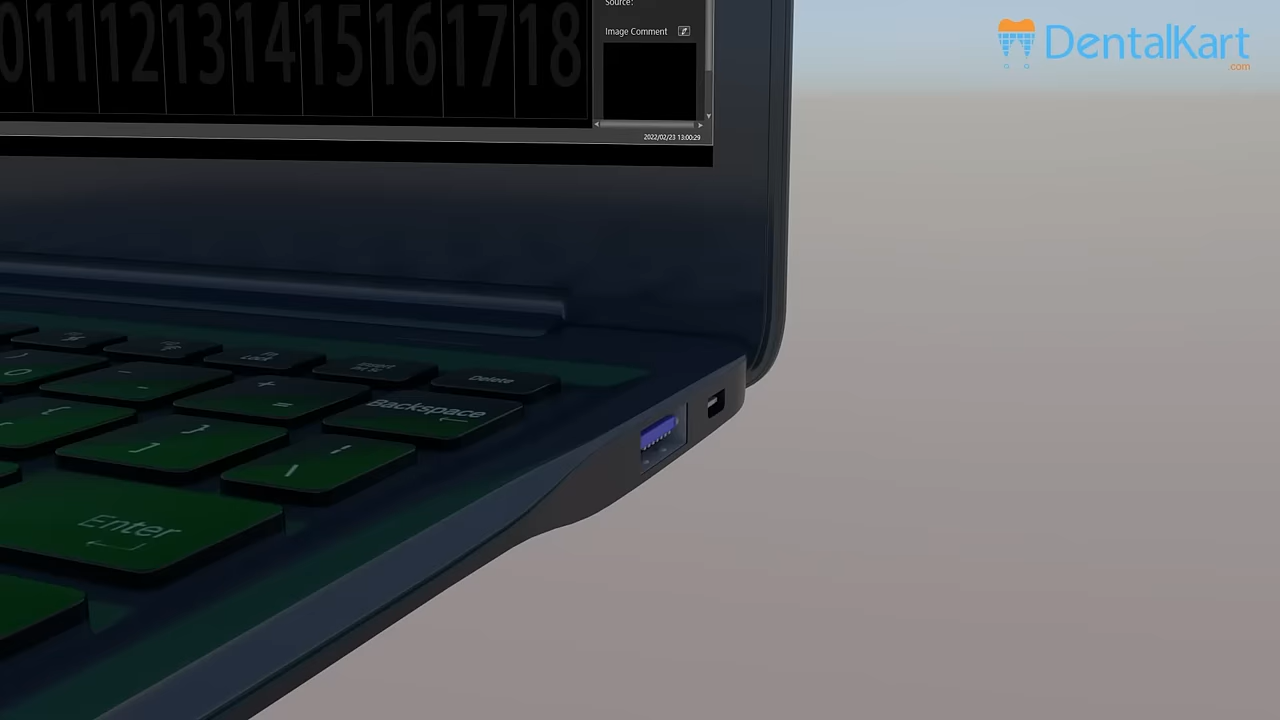 Source:
Image Comment
11 12 13 14 15 16 17 18
2022/02/23 13:00:29
DentalKart
.com
Delete
Backspace
Enter